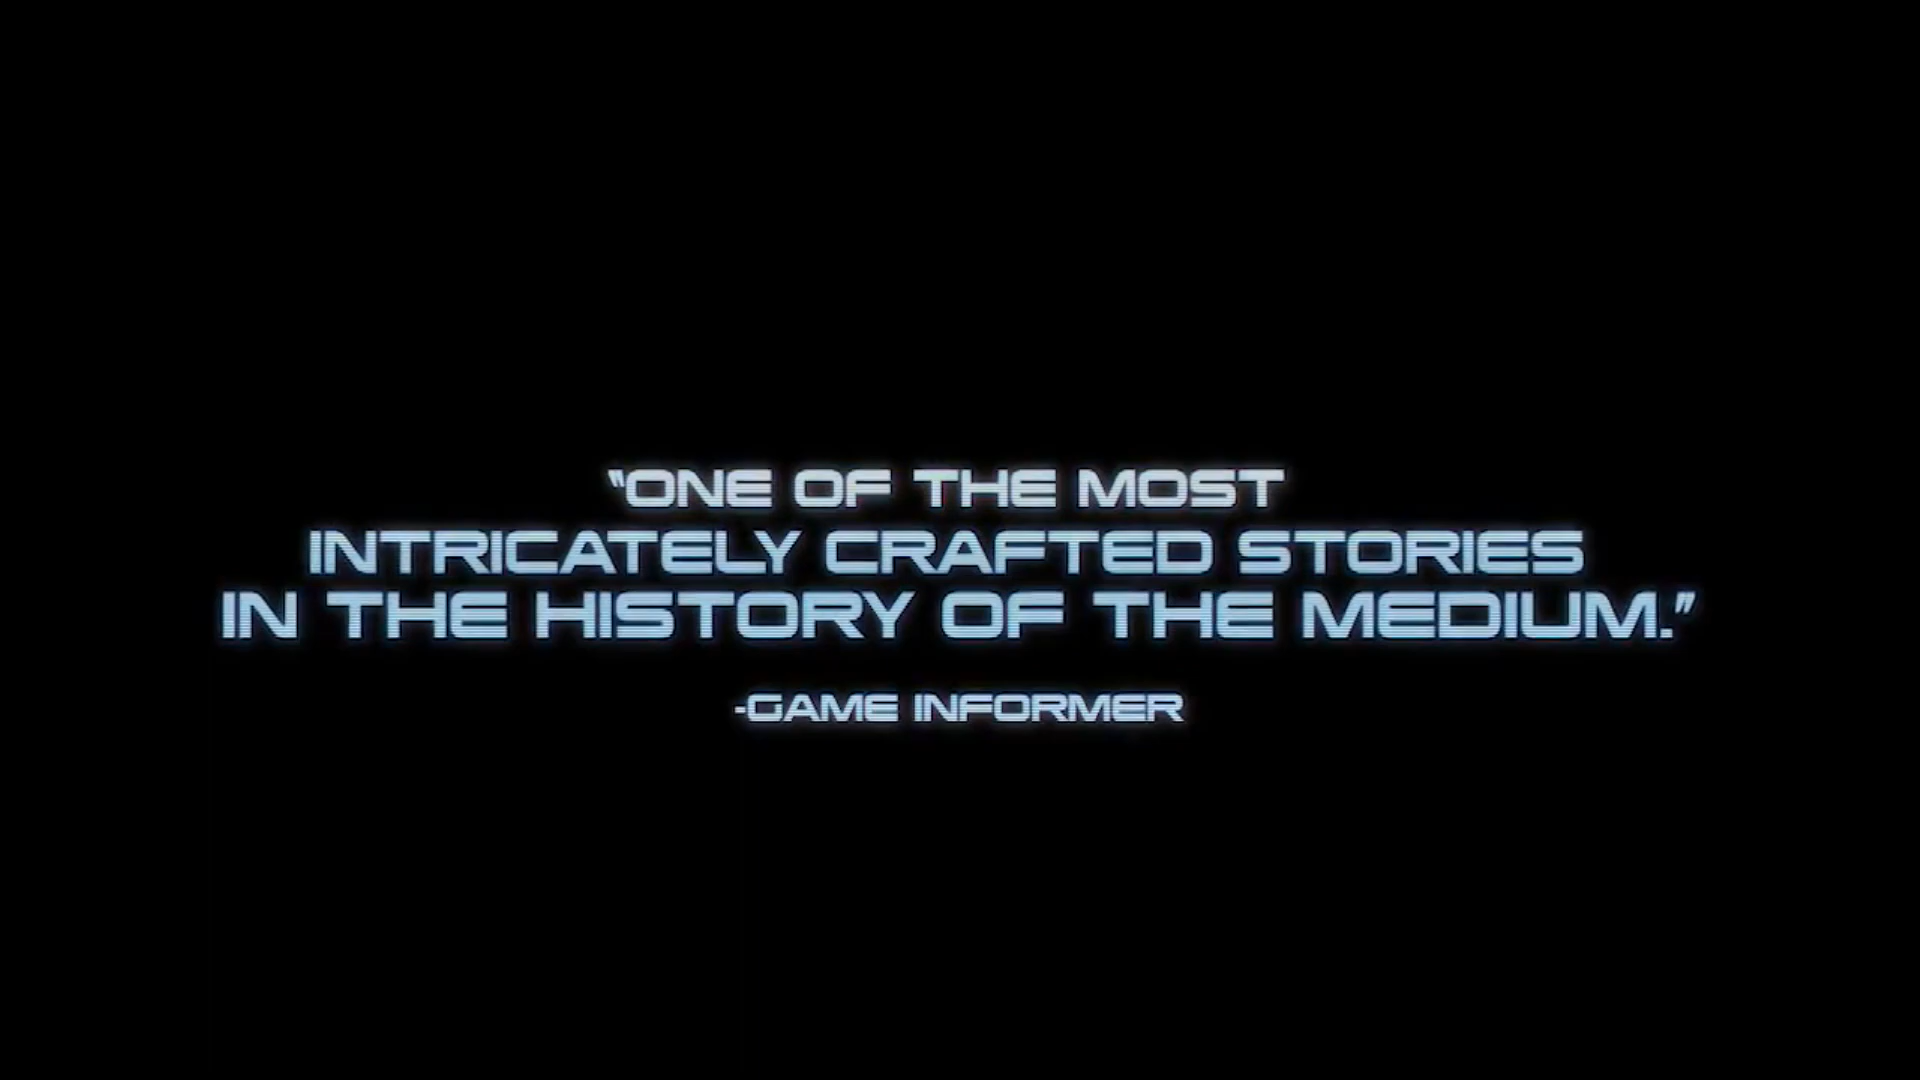 “ONE OF THE MOST
INTRICATELY CRAFTED STORIES
IN THE HISTORY OF THE MEDIUM.”
-GAME INFORMER